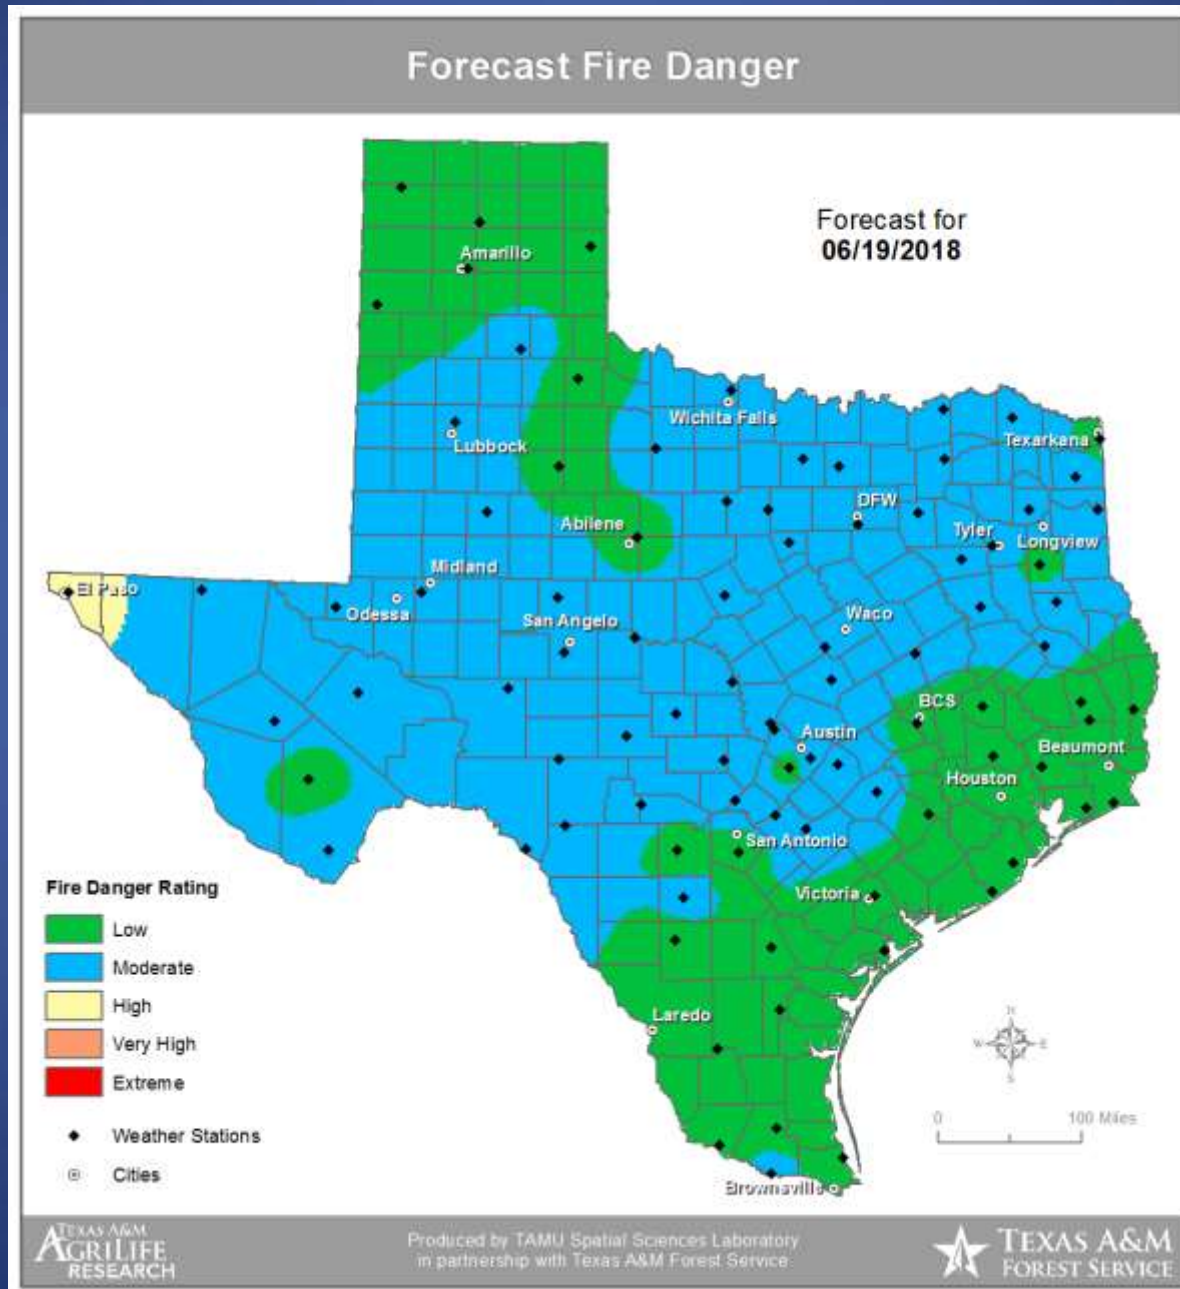 Forecast Fire Danger
Forecast for
06/19/2018
Amarillo
Wichita Falls
Lubbock
Texarkana
Abilene
DFW
Tyler
Longview
Midland
El Paso
Odessa
San Angelo
Waco
BCS
Austin
Beaumont
Houston
San Antonio
Victoria
Fire Danger Rating
Low
Moderate
High
Very High
Extreme
Laredo
N
W E
S
0 100 Miles
Weather Stations
Cities
Brownsville
TEXAS A&M
AGRILIFE
RESEARCH
Produced by TAMU Spatial Sciences Laboratory
in partnership with Texas A&M Forest Service
TEXAS A&M
FOREST SERVICE